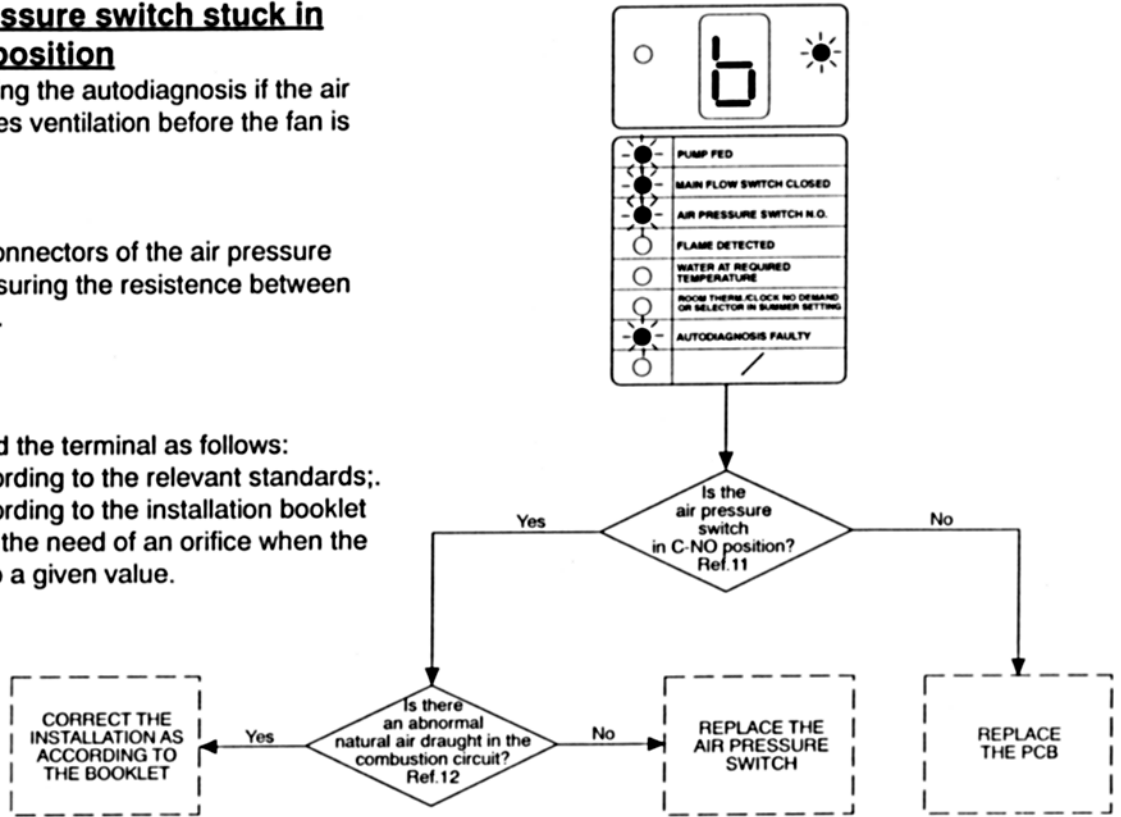 ssure switch stuck in
position
ng the autodiagnosis if the air
es ventilation before the fan is
onnectors of the air pressure
suring the resistence between
d the terminal as follows:
ording to the relevant standards;.
ording to the installation booklet
the need of an orifice when the
o a given value.
b
PUMP FED
MAIN FLOW SWITCH CLOSED
AIR PRESSURE SWITCH N.O.
FLAME DETECTED
WATER AT REQUIRED
TEMPERATURE
ROOM THERM./CLOCK NO DEMAND
OR SELECTOR IN SUMMER SETTING
AUTODIAGNOSIS FAULTY
/
Is the
air pressure
switch
in C-NO position?
Ref.11
Yes
No
Is there
an abnormal
natural air draught in the
combustion circuit?
Ref.12
Yes
No
CORRECT THE
INSTALLATION AS
ACCORDING TO
THE BOOKLET
REPLACE THE
AIR PRESSURE
SWITCH
REPLACE
THE PCB